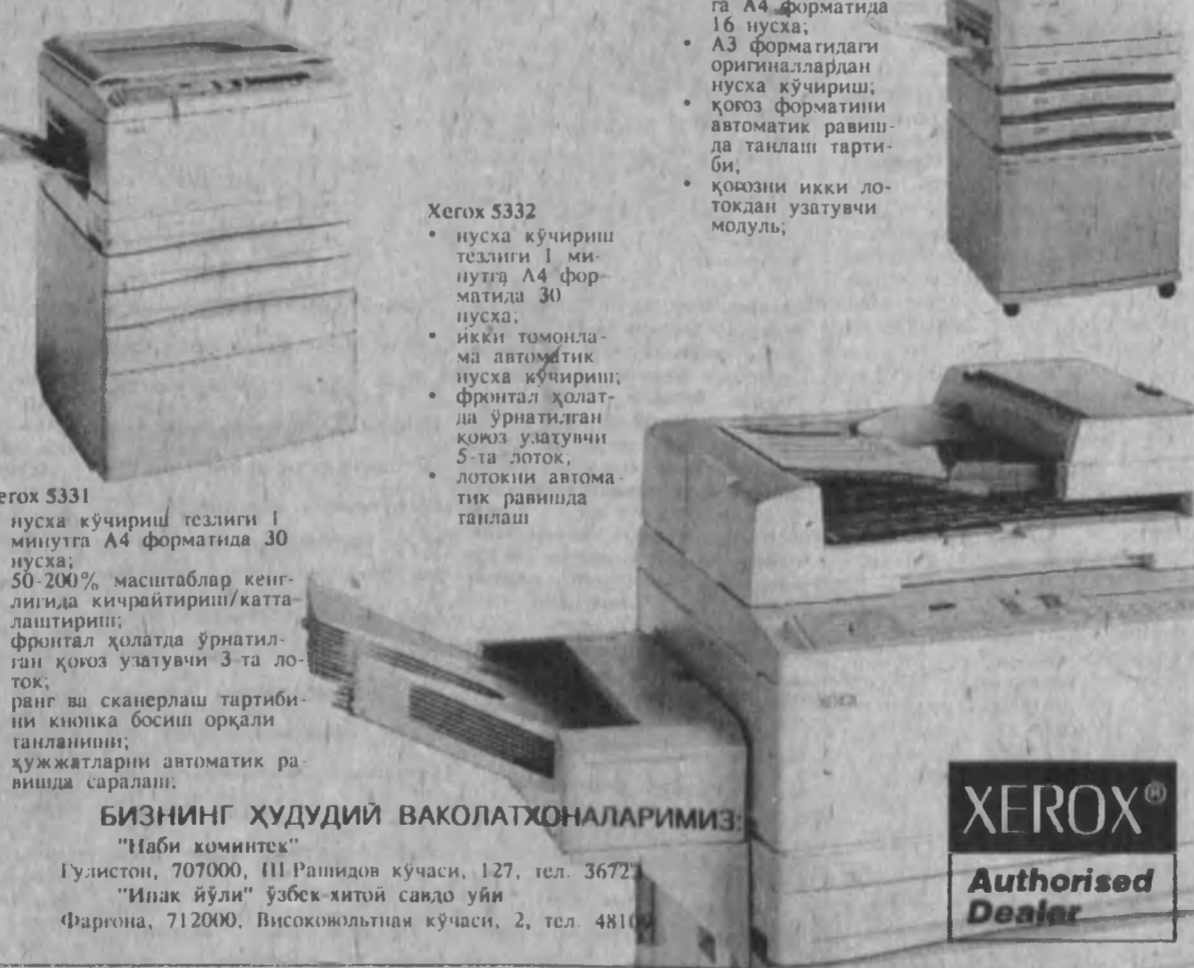 га А4 форматида
16 нусха;
• А3 форматидаги
оригиналлардан
нусха кўчириш;
• қоғоз форматини
автоматик равиш-
да танлаш тарти-
би,
• қоғозни икки ло-
токдан узатувчи
модуль;
Xerox 5332
• нусха кўчириш
тезлиги 1 ми-
нутга А4 фор-
матида 30
нусха;
• икки томонла-
ма автоматик
нусха кўчириш;
• фронтал ҳолат-
да ўрнатилган
қоғоз узатувчи
5-та лоток;
• лотокни автома-
тик равишда
танлаш
erox 5331
нусха кўчириш тезлиги 1
минутга А4 форматида 30
нусха;
50-200% масштаблар кенг-
лигида кичрайтириш/катта-
лаштириш;
фронтал ҳолатда ўрнатил-
ган қоғоз узатувчи 3-та ло-
ток;
ранг ва сканерлаш тартиби-
ни кнопка босиш орқали
танланиши;
ҳужжатларни автоматик ра-
вишда саралаш;
БИЗНИНГ ҲУДУДИЙ ВАКОЛАТХОНАЛАРИМИЗ:
"Наби коминтек"
Гулистон, 707000, Ш.Рашидов кўчаси, 127, тел.
"Ипак йўли" ўзбек-хитой савдо уйи
Фарғона, 712000, Високовольтная кўчаси, 2, тел.
XEROX®
Authorised
Dealer